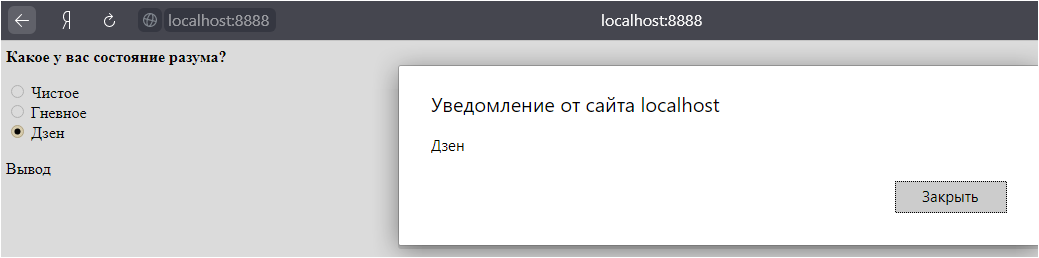 Я localhost:8888 localhost:8888
Какое у вас состояние разума?
Чистое
Гневное
Дзен
Вывод
Уведомление от сайта localhost
Дзен
Закрыть